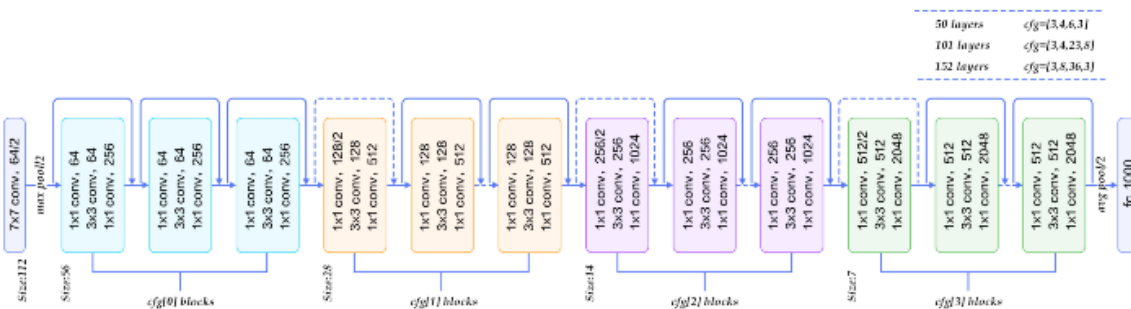 50 layers cfg=[3,4,6,3]
101 layers cfg=[3,4,23,8]
152 layers cfg=[3,8,36,3]
7x7 conv, 64/2
max pool/2
1x1 conv, 64
3x3 conv, 64
1x1 conv, 256
1x1 conv, 64
3x3 conv, 64
1x1 conv, 256
1x1 conv, 64
3x3 conv, 64
1x1 conv, 256
1x1 conv, 128/2
3x3 conv, 128
1x1 conv, 512
1x1 conv, 128
3x3 conv, 128
1x1 conv, 512
1x1 conv, 128
3x3 conv, 128
1x1 conv, 512
1x1 conv, 256/2
3x3 conv, 256
1x1 conv, 1024
1x1 conv, 256
3x3 conv, 256
1x1 conv, 1024
1x1 conv, 256
3x3 conv, 256
1x1 conv, 1024
1x1 conv, 512/2
3x3 conv, 512
1x1 conv, 2048
1x1 conv, 512
3x3 conv, 512
1x1 conv, 2048
1x1 conv, 512
3x3 conv, 512
1x1 conv, 2048
avg pool/2
fc, 1000
Size:112
Size:56
cfg[0] blocks
Size:28
cfg[1] blocks
Size:14
cfg[2] blocks
Size:7
cfg[3] blocks